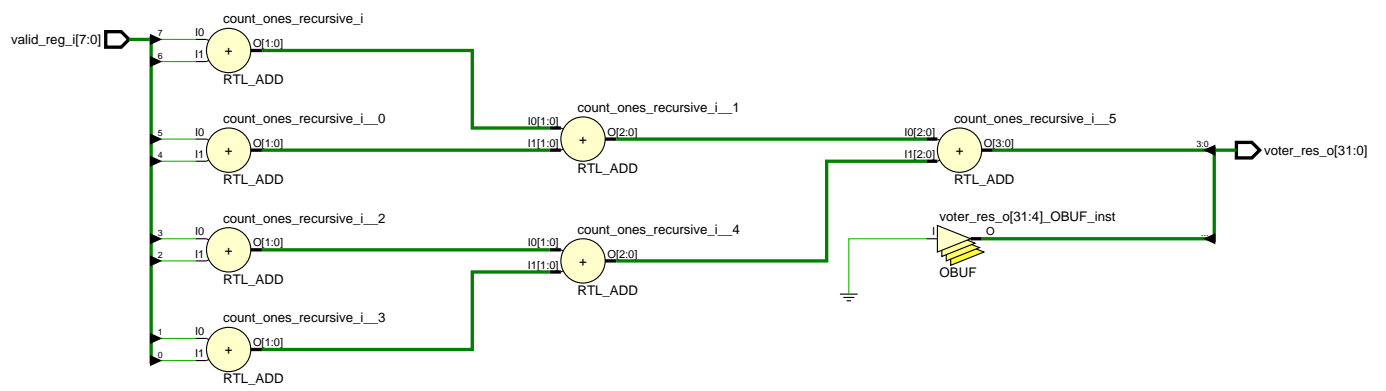 count_ones_recursive_i
valid_reg_i[7:0]
7
I0
6
I1
+
O[1:0]
RTL_ADD
count_ones_recursive_i__0
5
I0
4
I1
+
O[1:0]
RTL_ADD
count_ones_recursive_i__1
I0[1:0]
I1[1:0]
+
O[2:0]
RTL_ADD
count_ones_recursive_i__5
I0[2:0]
I1[2:0]
+
O[3:0]
RTL_ADD
3:0
voter_res_o[31:0]
count_ones_recursive_i__2
3
I0
2
I1
+
O[1:0]
RTL_ADD
count_ones_recursive_i__4
I0[1:0]
I1[1:0]
+
O[2:0]
RTL_ADD
voter_res_o[31:4]_OBUF_inst
I
O
...
OBUF
count_ones_recursive_i__3
1
I0
0
I1
+
O[1:0]
RTL_ADD